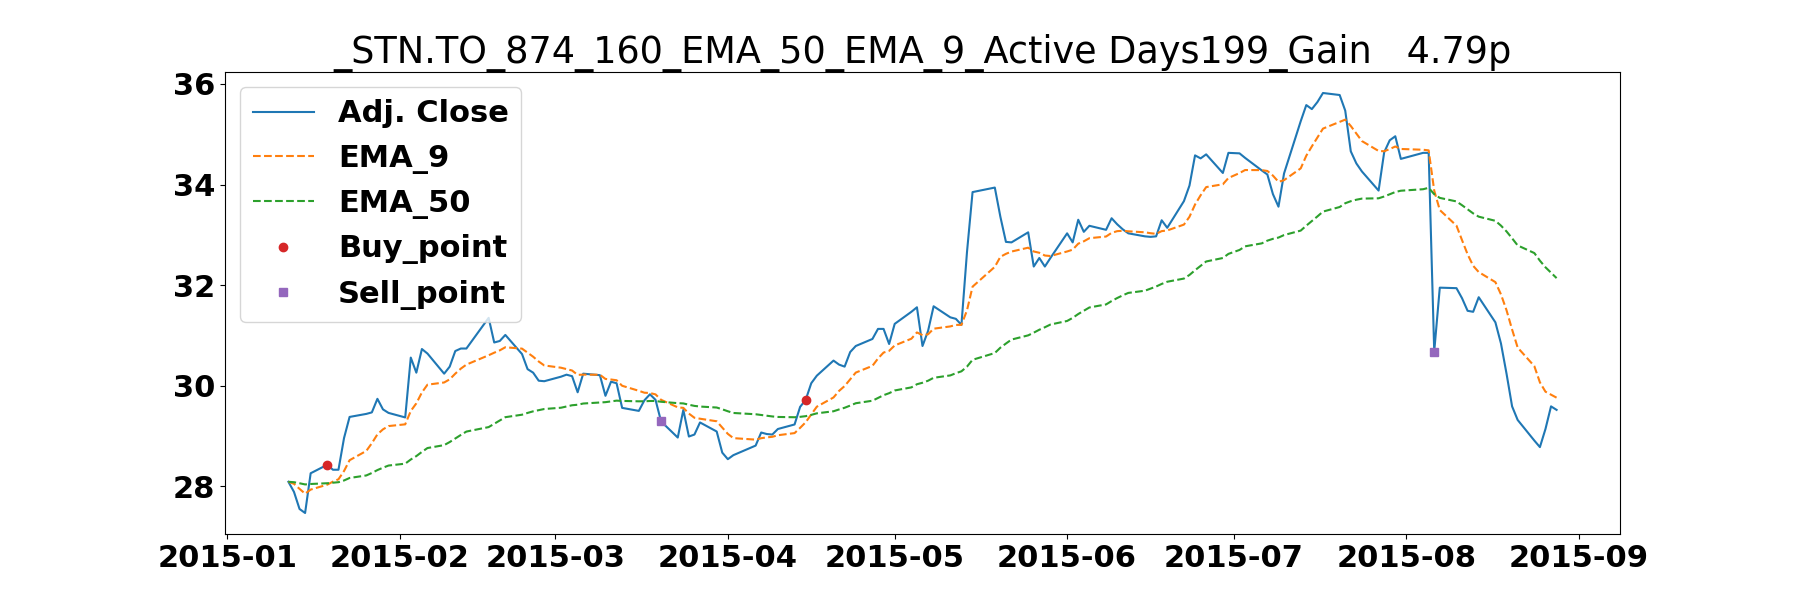 _STN.TO_874_160_EMA_50_EMA_9_Active Days199_Gain   4.79p
36
34
32
30
28
Adj. Close
EMA_9
EMA_50
Buy_point
Sell_point
2015-01 2015-02 2015-03 2015-04 2015-05 2015-06 2015-07 2015-08 2015-09